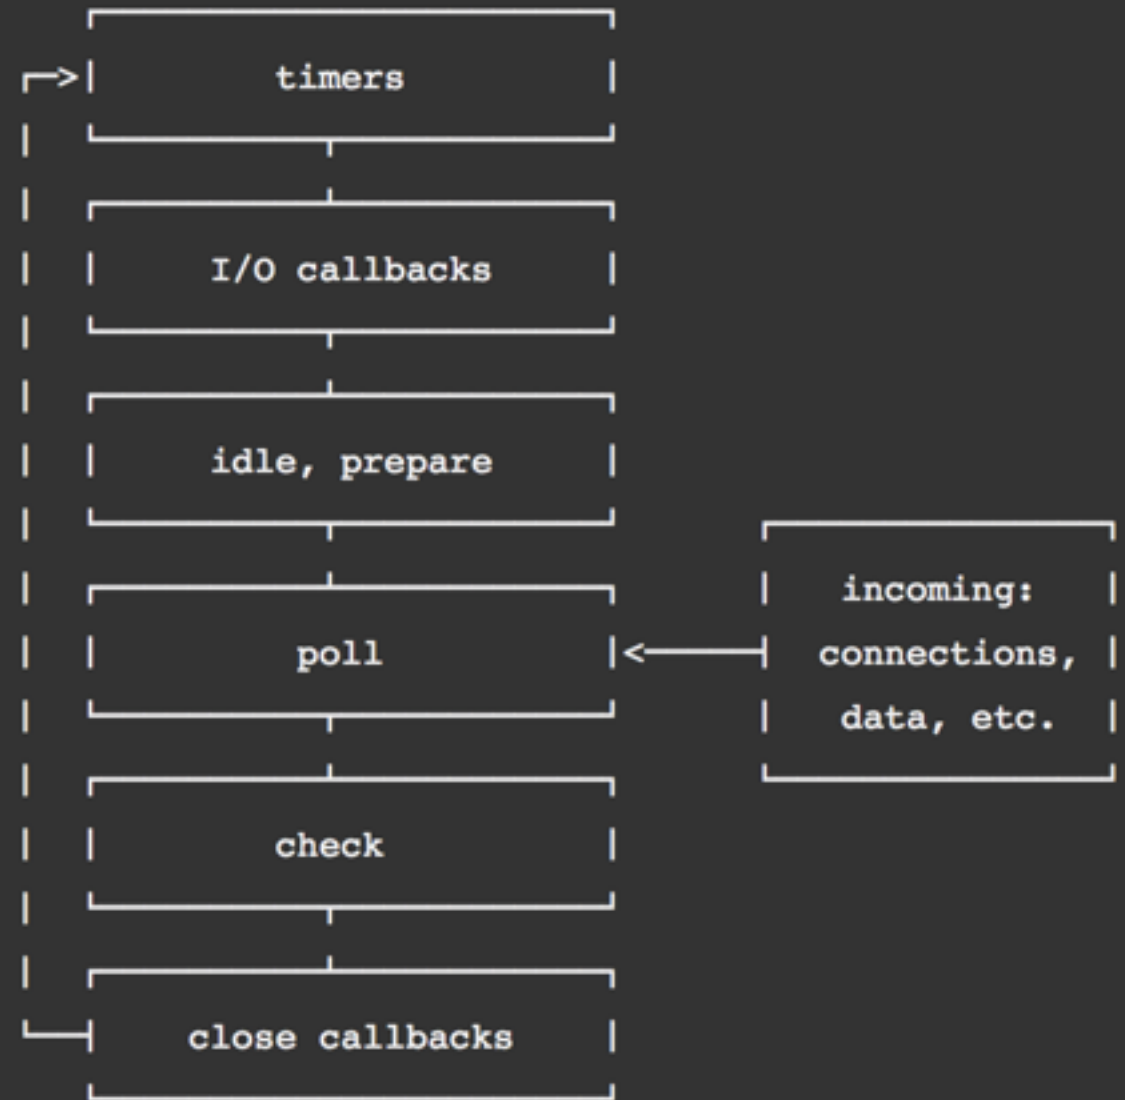 timers
I/O callbacks
idle, prepare
incoming:
poll
connections,
data, etc.
check
close callbacks